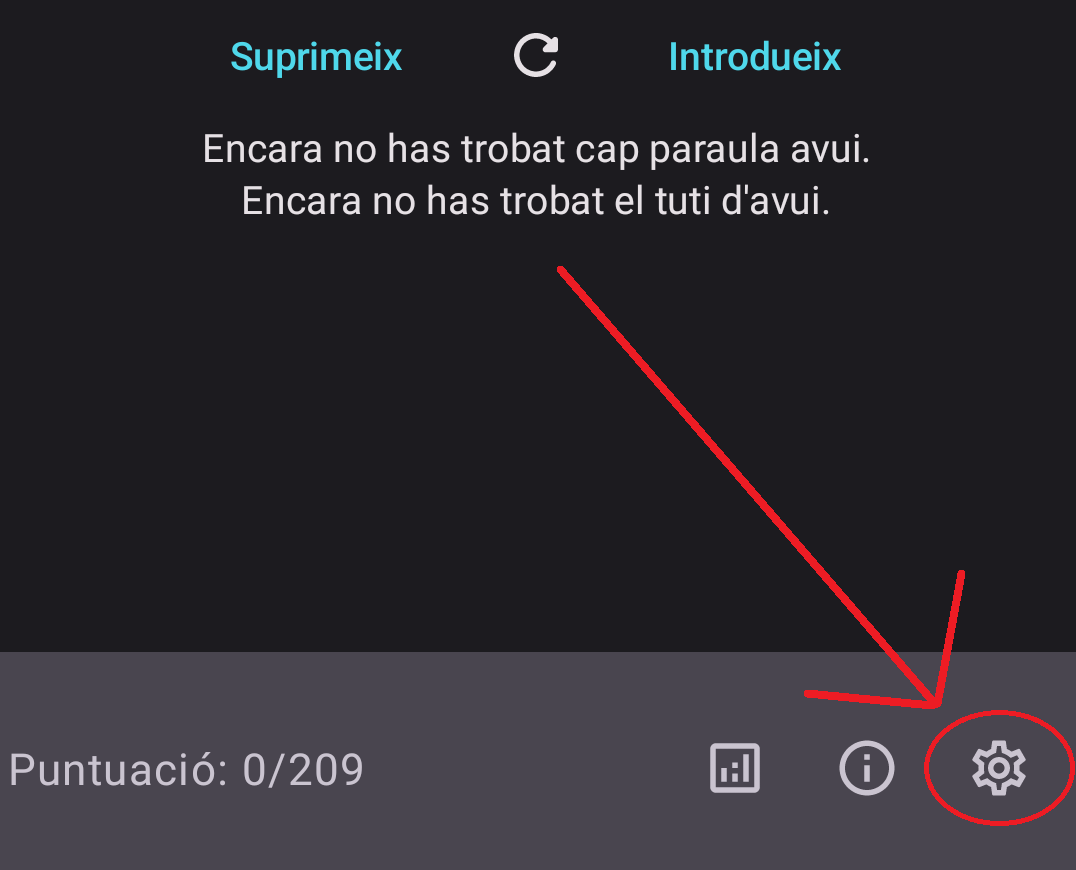 Suprimeix Introdueix
Encara no has trobat cap paraula avui.
Encara no has trobat el tuti d'avui.
Puntuació: 0/209